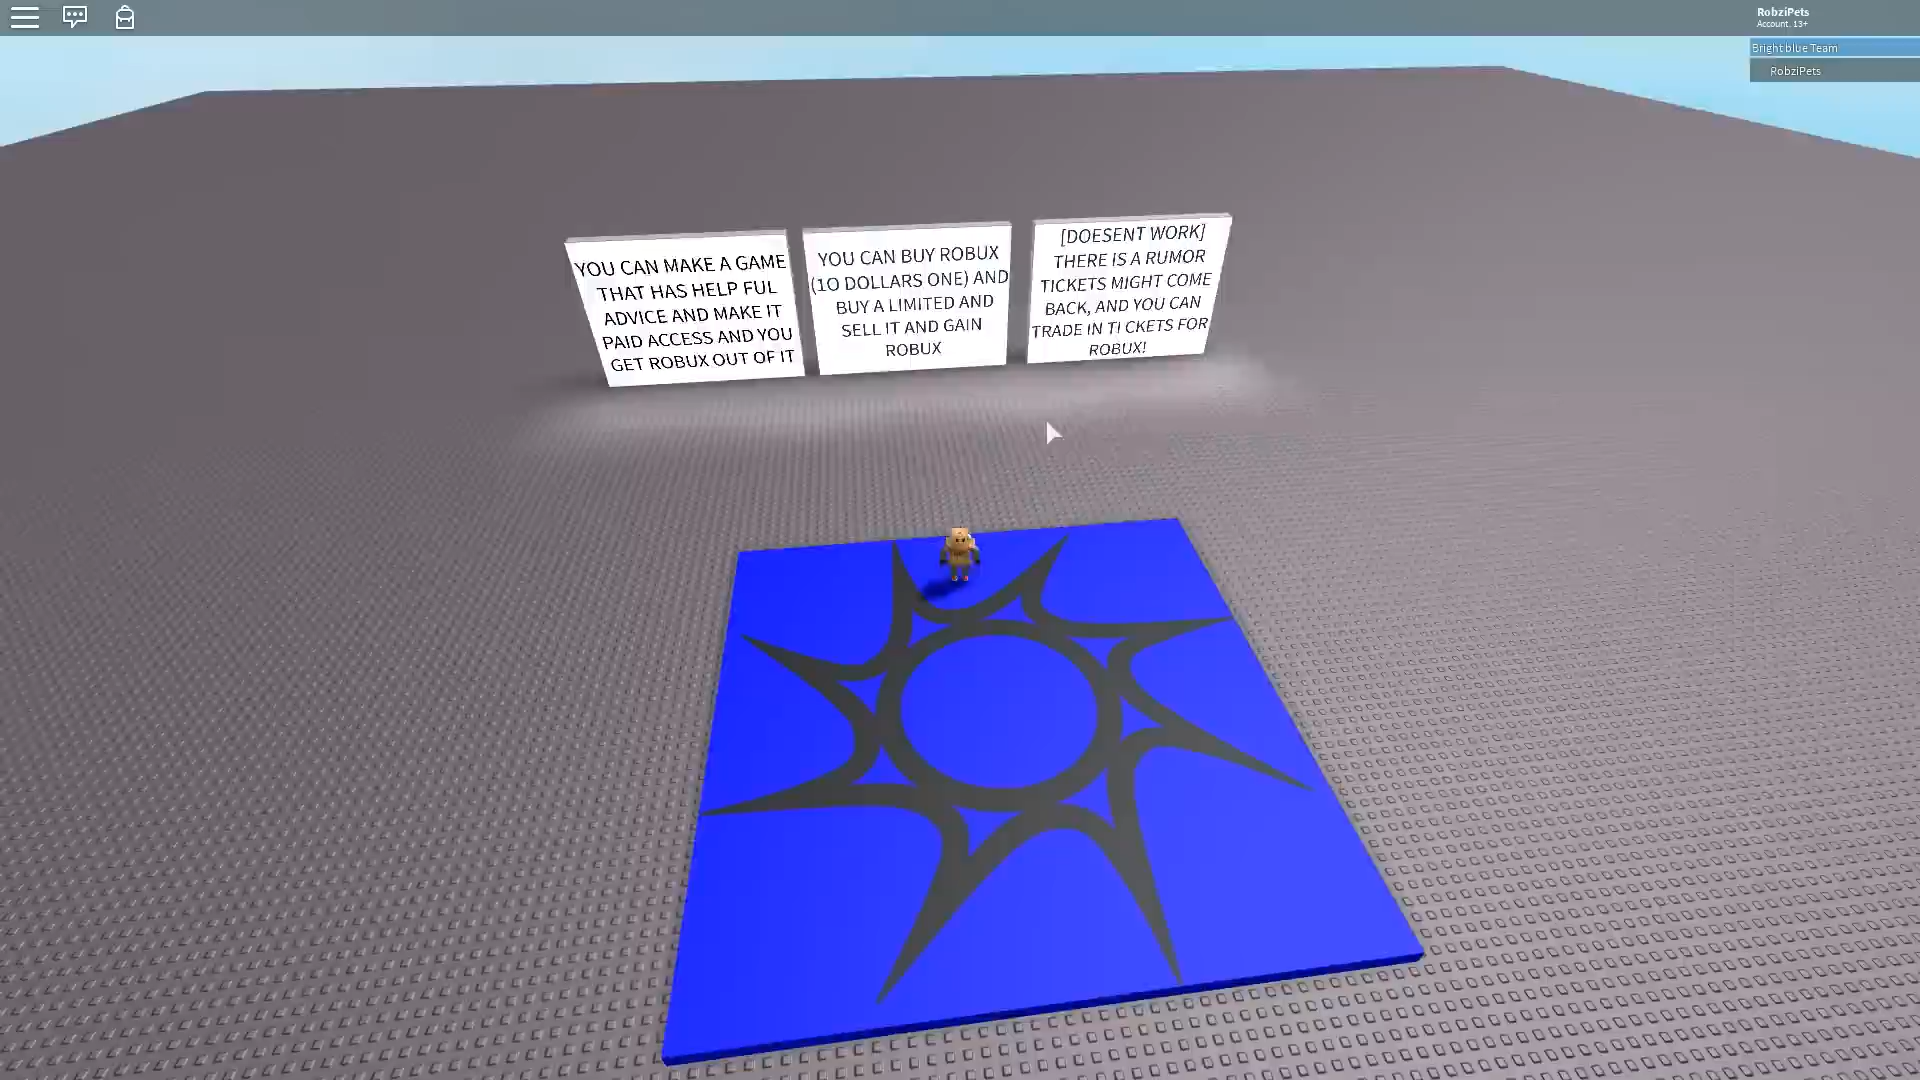 RobziPets
Account: 13+
Bright blue Team
RobziPets
YOU CAN MAKE A GAME
THAT HAS HELP FUL
ADVICE AND MAKE IT
PAID ACCESS AND YOU
GET ROBUX OUT OF IT
YOU CAN BUY ROBUX
(1O DOLLARS ONE) AND
BUY A LIMITED AND
SELL IT AND GAIN
ROBUX
[DOESENT WORK]
THERE IS A RUMOR
TICKETS MIGHT COME
BACK, AND YOU CAN
TRADE IN TI CKETS FOR
ROBUX!